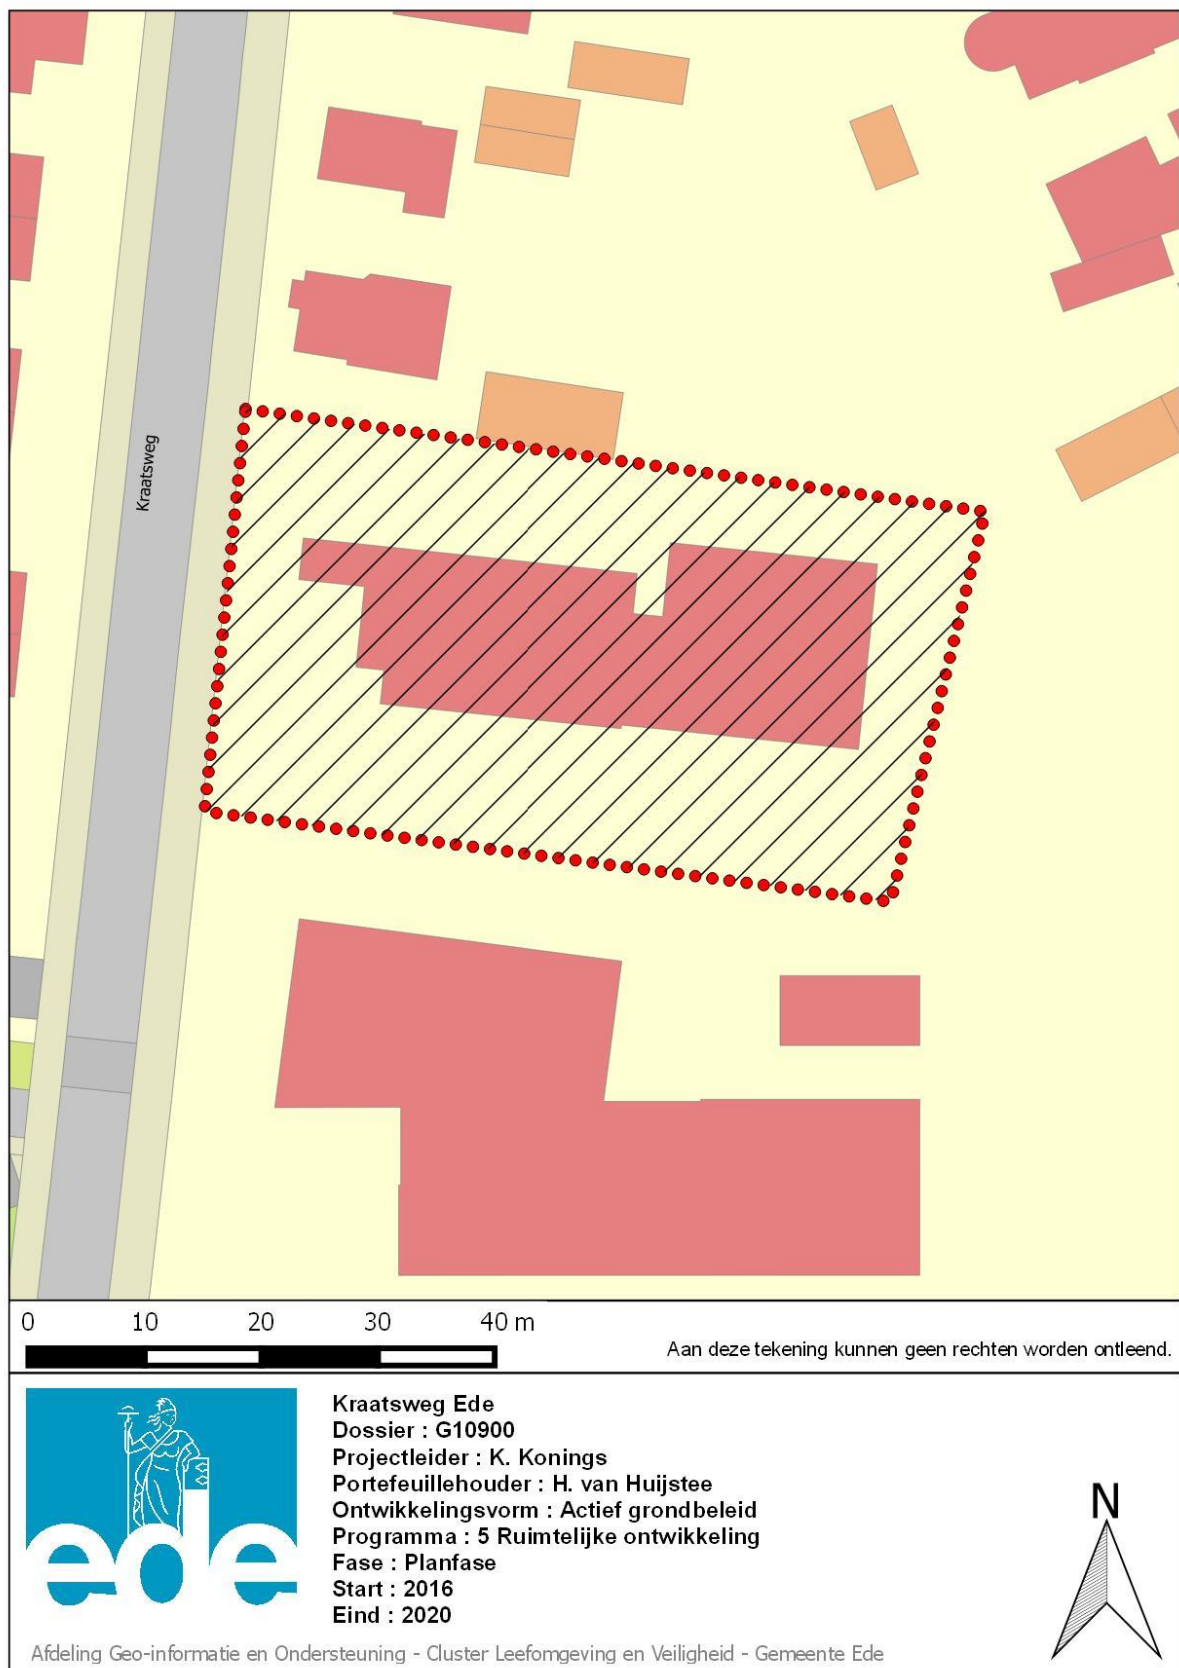 Kraatsweg
0 10 20 30 40 m
Aan deze tekening kunnen geen rechten worden ontleend.
ede
Kraatsweg Ede
Dossier : G10900
Projectleider : K. Konings
Portefeuillehouder : H. van Huijstee
Ontwikkelingsvorm : Actief grondbeleid
Programma : 5 Ruimtelijke ontwikkeling
Fase : Planfase
Start : 2016
Eind : 2020
N
Afdeling Geo-informatie en Ondersteuning - Cluster Leefomgeving en Veiligheid - Gemeente Ede